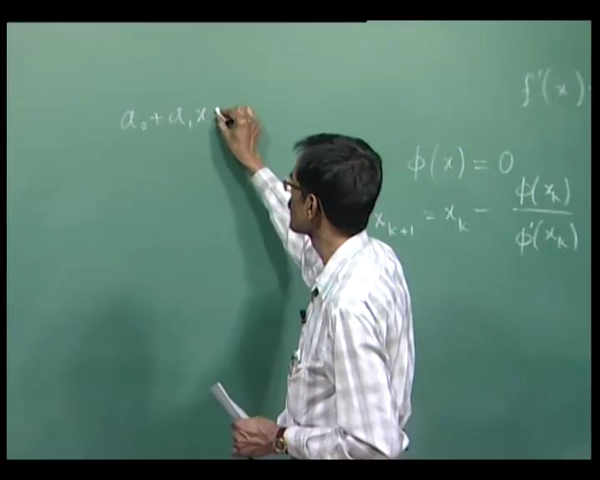 a₀ + a₁x
f'(x)
ϕ(x) = 0
x_{k+1} = x_k − ϕ(x_k) / ϕ'(x_k)